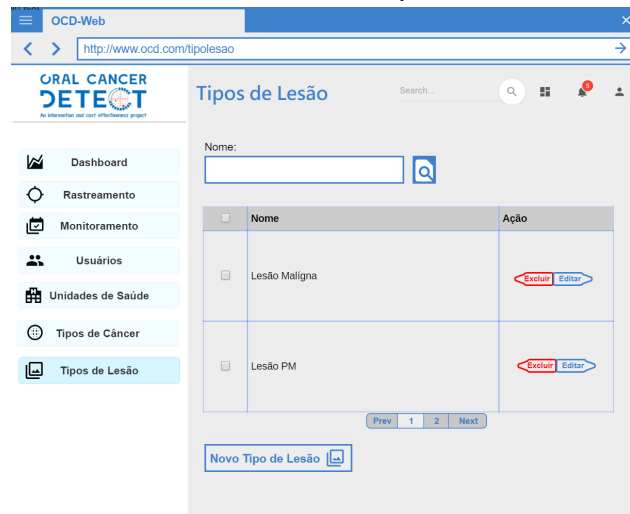 OCD-Web
http://www.ocd.com/tipolesao
ORAL CANCER
DETECT
An intervention and cost-effectiveness project
Tipos de Lesão
Search...
5
Dashboard
Rastreamento
Monitoramento
Usuários
Unidades de Saúde
Tipos de Câncer
Tipos de Lesão
Nome:
Nome Ação
Lesão Malígna Excluir Editar
Lesão PM Excluir Editar
Prev 1 2 Next
Novo Tipo de Lesão